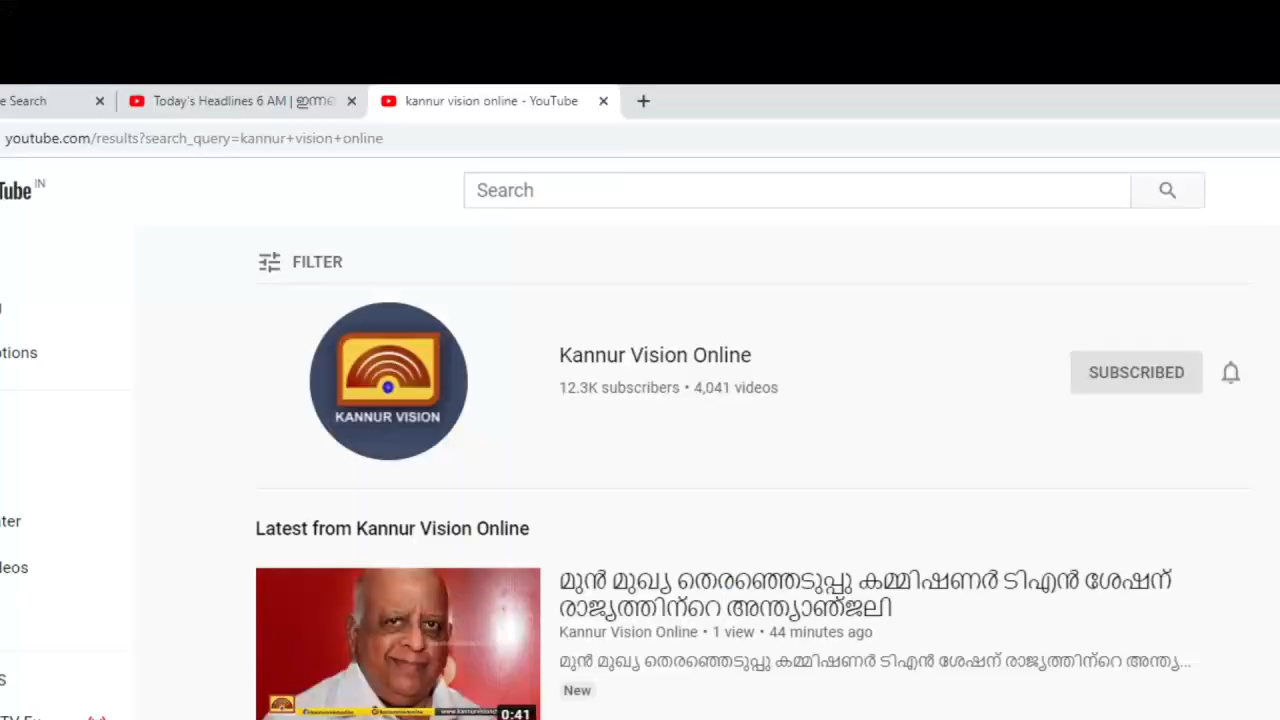 e Search
Today's Headlines 6 AM | ഇന്ന
kannur vision online - YouTube
youtube.com/results?search_query=kannur+vision+online
Tube IN
Search
FILTER
KANNUR VISION
Kannur Vision Online
12.3K subscribers • 4,041 videos
SUBSCRIBED
otions
Latest from Kannur Vision Online
ter
leos
മുൻ മുഖ്യ തെരഞ്ഞെടുപ്പു കമ്മിഷണർ ടിഎൻ ശേഷന്
രാജ്യത്തിന്റെ അന്ത്യാഞ്ജലി
Kannur Vision Online • 1 view • 44 minutes ago
മുൻ മുഖ്യ തെരഞ്ഞെടുപ്പു കമ്മിഷണർ ടിഎൻ ശേഷന് രാജ്യത്തിന്റെ അന്ത്യ...
New
S
0:41